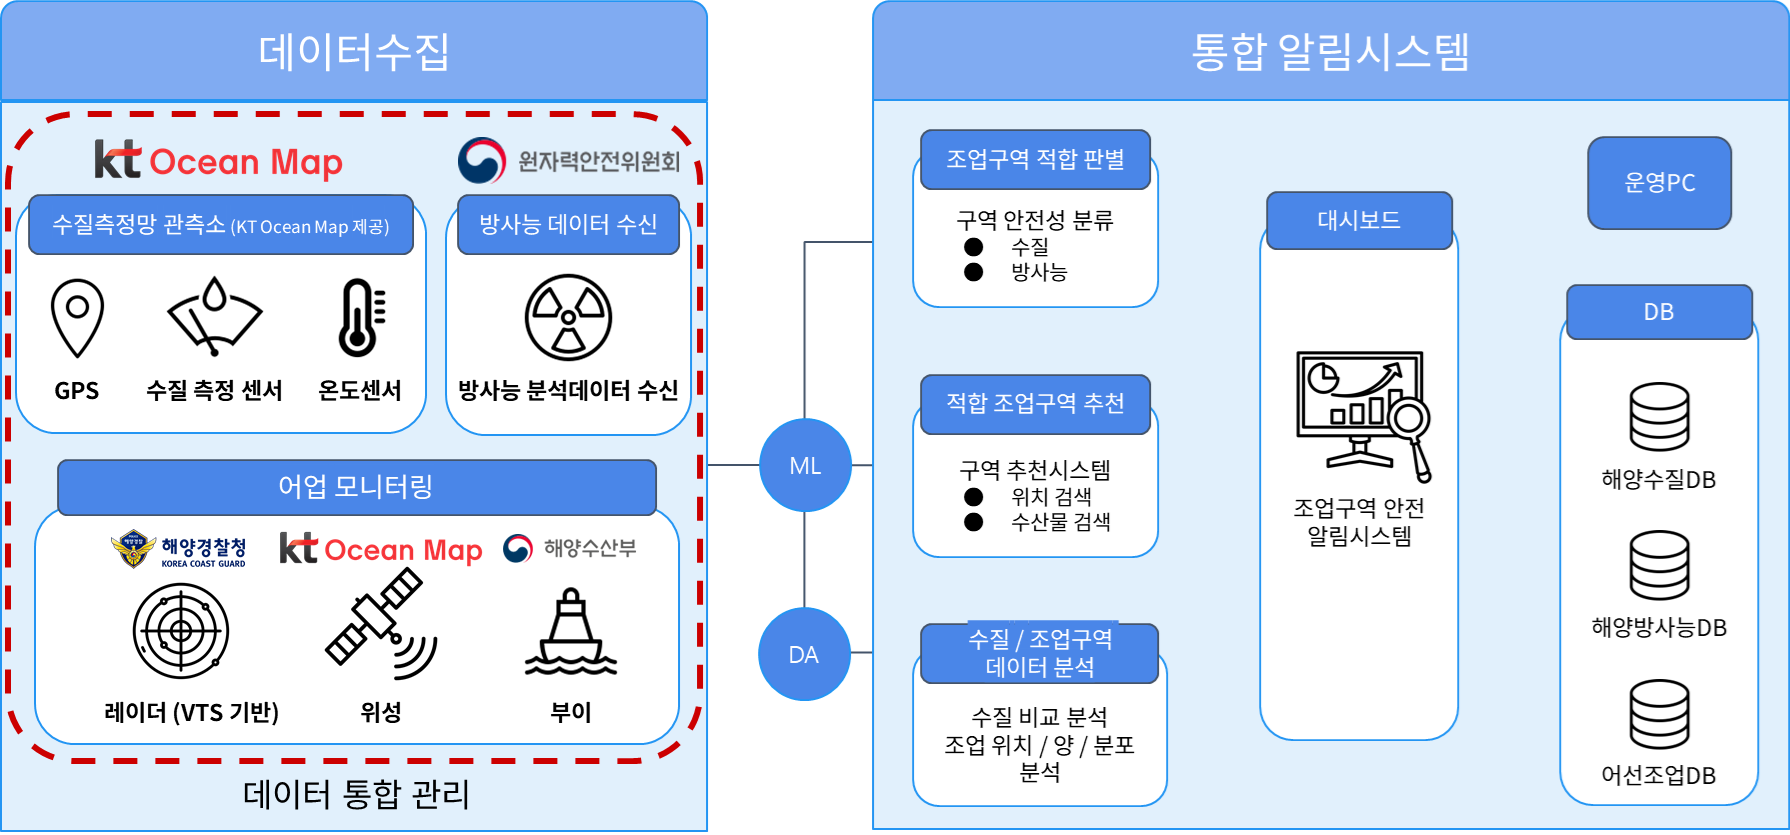 데이터수집
kt Ocean Map
원자력안전위원회
수질측정망 관측소 (KT Ocean Map 제공)
방사능 데이터 수신
GPS
수질 측정 센서
온도센서
방사능 분석데이터 수신
어업 모니터링
해양경찰청
KOREA COAST GUARD
kt Ocean Map
해양수산부
레이더 (VTS 기반)
위성
부이
데이터 통합 관리
ML
DA
통합 알림시스템
조업구역 적합 판별
구역 안전성 분류
● 수질
● 방사능
적합 조업구역 추천
구역 추천시스템
● 위치 검색
● 수산물 검색
수질 / 조업구역
데이터 분석
수질 비교 분석
조업 위치 / 양 / 분포
분석
대시보드
조업구역 안전
알림시스템
운영PC
DB
해양수질DB
해양방사능DB
어선조업DB